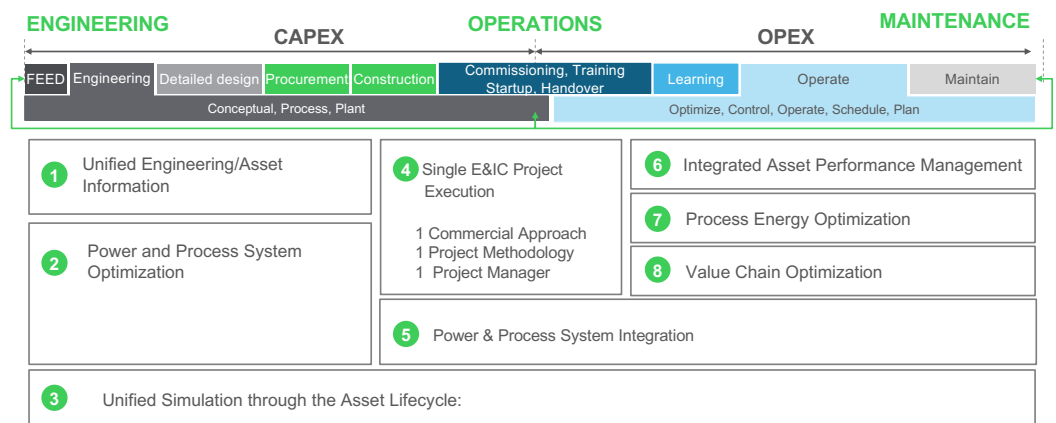 ENGINEERING
OPERATIONS
MAINTENANCE
CAPEX
OPEX
FEED
Engineering
Detailed design
Procurement
Construction
Commissioning, Training
Startup, Handover
Learning
Operate
Maintain
Conceptual, Process, Plant
Optimize, Control, Operate, Schedule, Plan
1
Unified Engineering/Asset
Information
2
Power and Process System
Optimization
4
Single E&IC Project
Execution
1 Commercial Approach
1 Project Methodology
1 Project Manager
6
Integrated Asset Performance Management
7
Process Energy Optimization
8
Value Chain Optimization
5
Power & Process System Integration
3
Unified Simulation through the Asset Lifecycle: